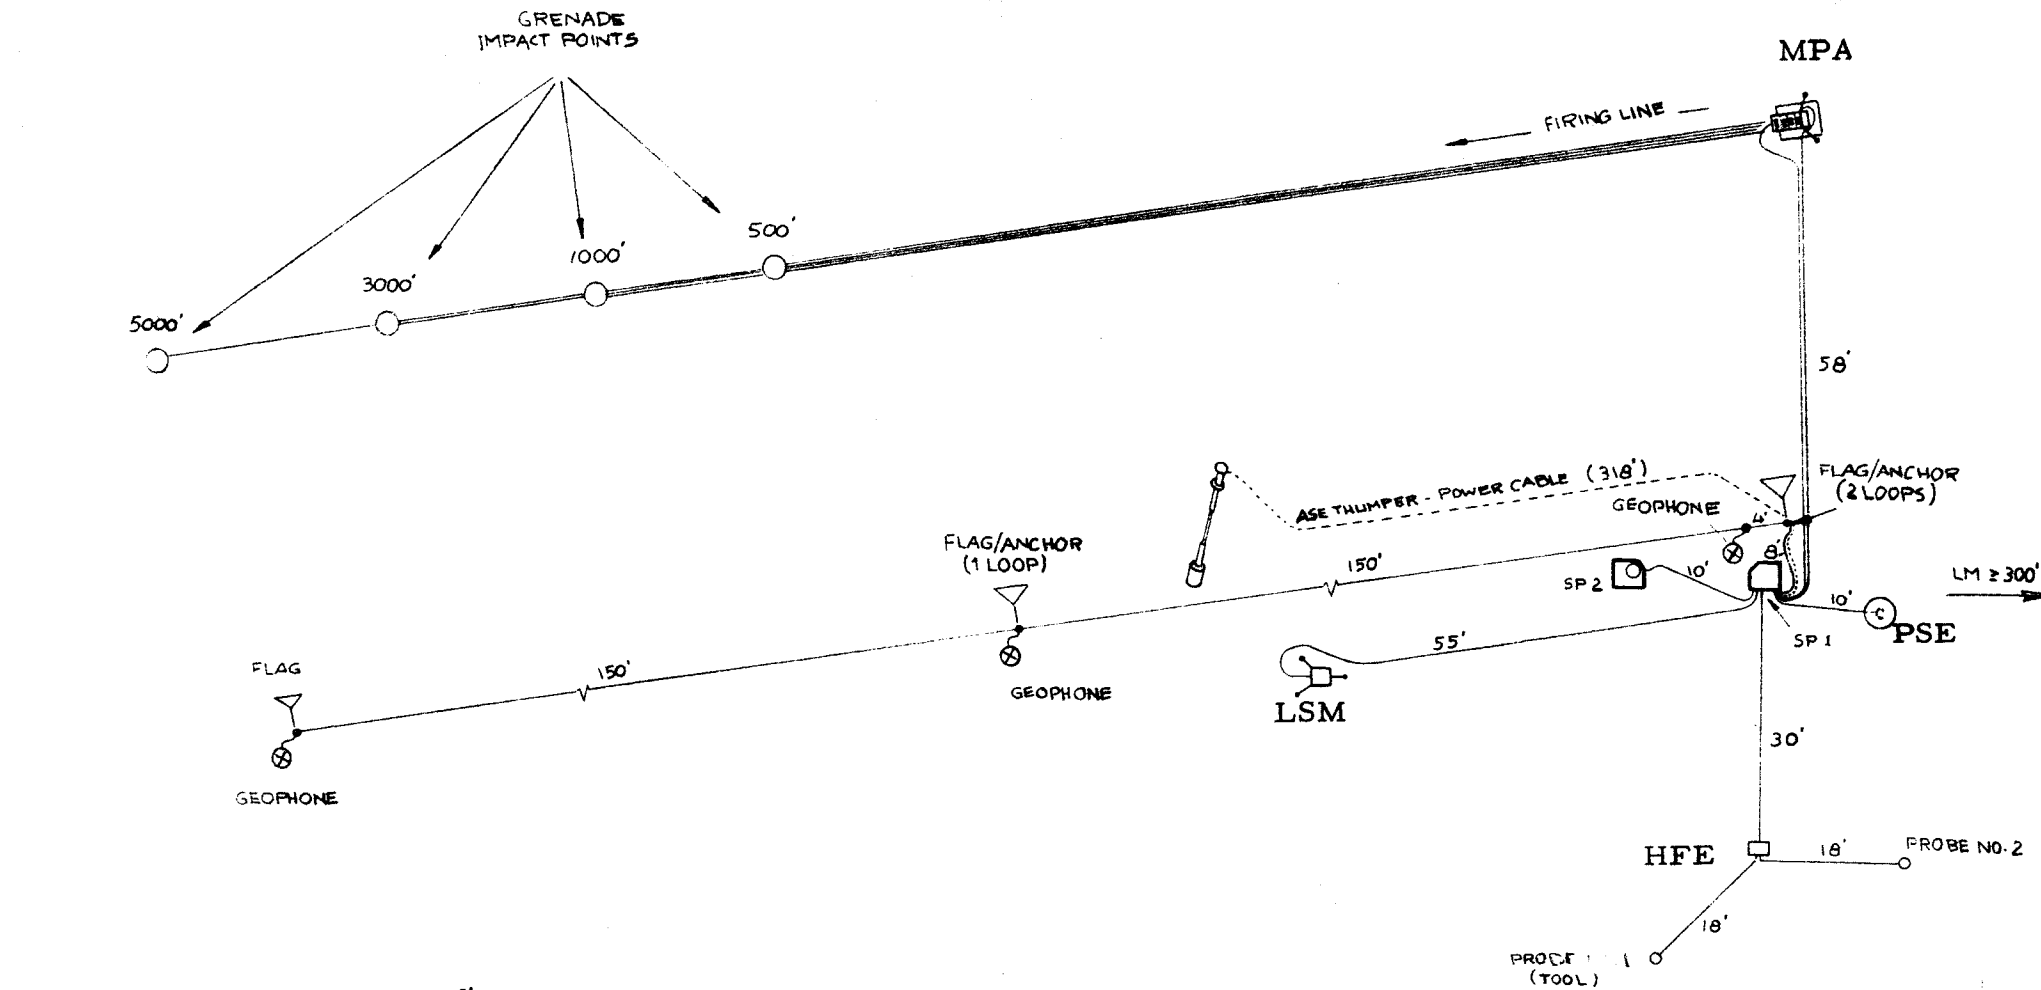 GRENADE
IMPACT POINTS
MPA
FIRING LINE
500'
1000'
3000'
5000'
58'
FLAG/ANCHOR
(2 LOOPS)
ASE THUMPER - POWER CABLE (318')
GEOPHONE
4'
8'
FLAG/ANCHOR
(1 LOOP)
150'
SP 2
10'
LM ≥ 300'
10'
PSE
SP 1
55'
FLAG
150'
GEOPHONE
LSM
30'
GEOPHONE
HFE
18'
PROBE NO. 2
18'
1
(TOOL)